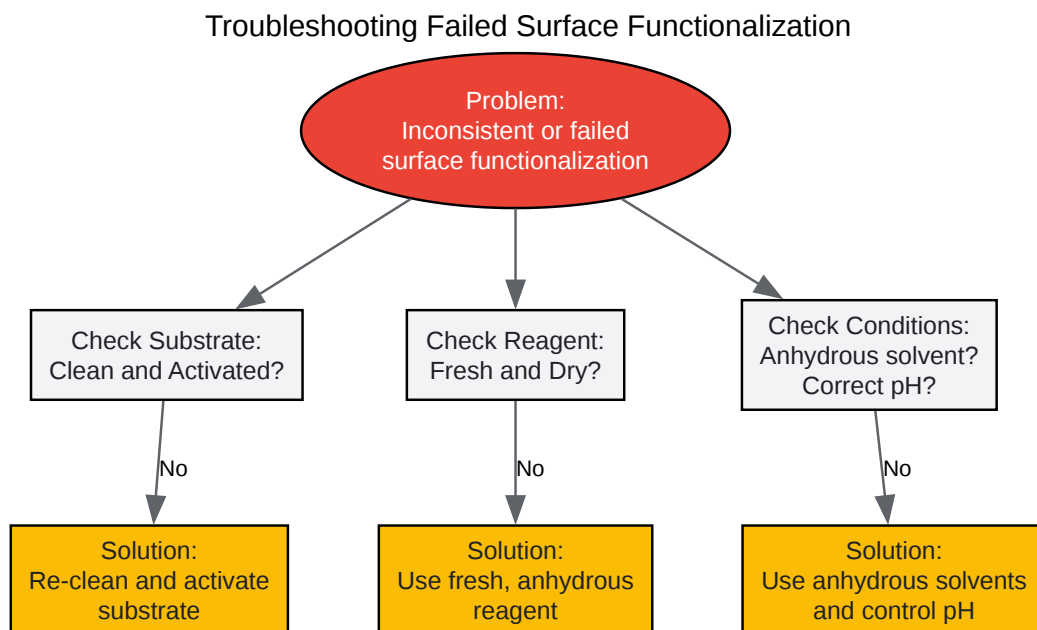 Troubleshooting Failed Surface Functionalization
Problem:
Inconsistent or failed
surface functionalization
Check Substrate:
Clean and Activated?
Check Reagent:
Fresh and Dry?
Check Conditions:
Anhydrous solvent?
Correct pH?
No
No
No
Solution:
Re-clean and activate
substrate
Solution:
Use fresh, anhydrous
reagent
Solution:
Use anhydrous solvents
and control pH